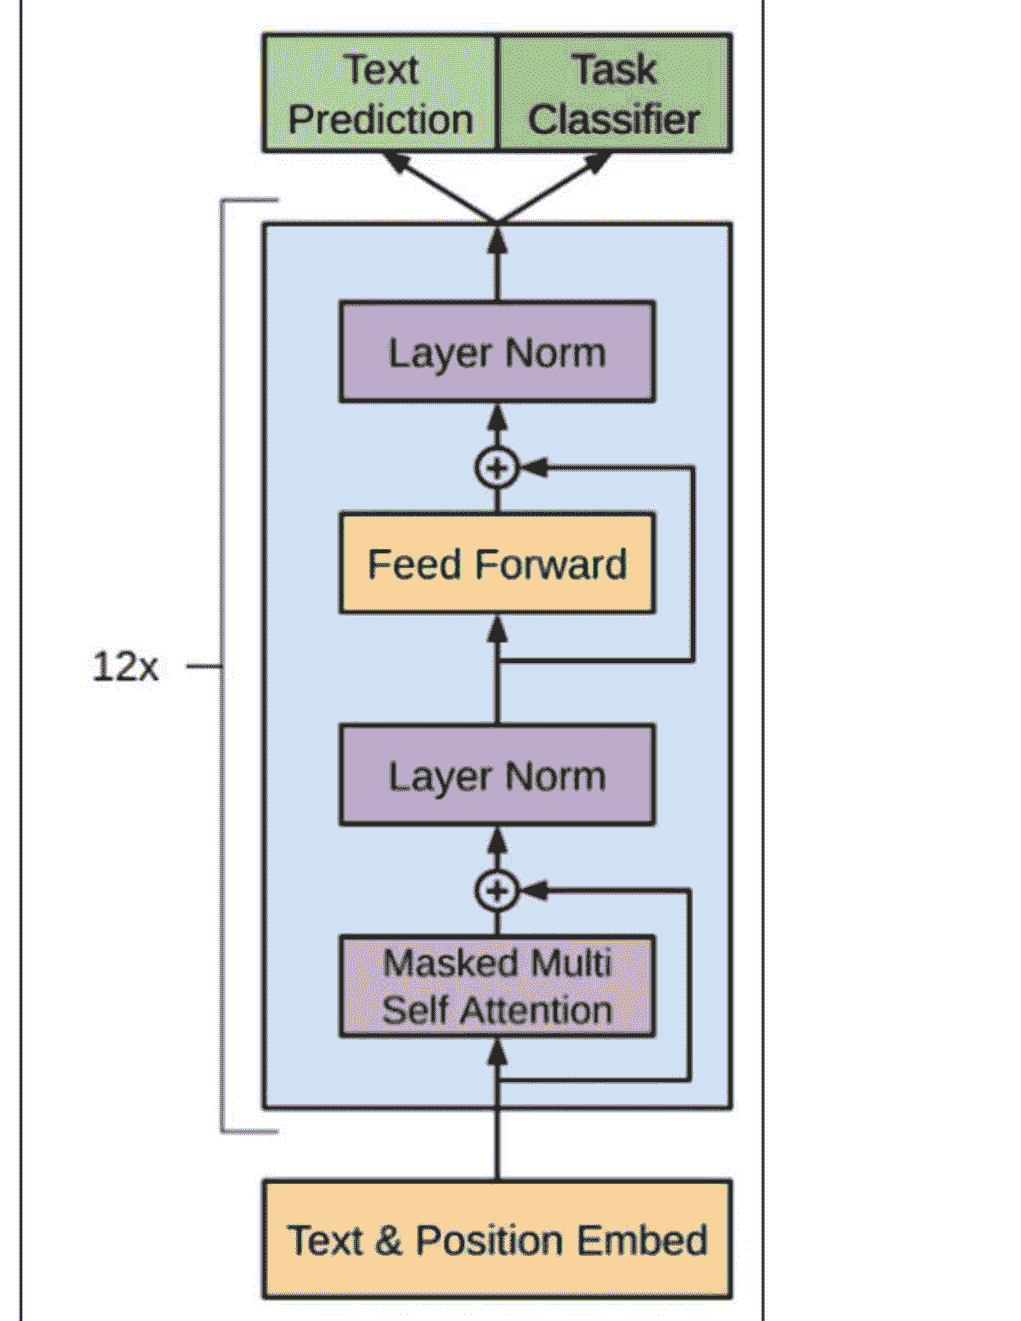 Text
Prediction
Task
Classifier
Layer Norm
Feed Forward
12x
Layer Norm
Masked Multi
Self Attention
Text & Position Embed